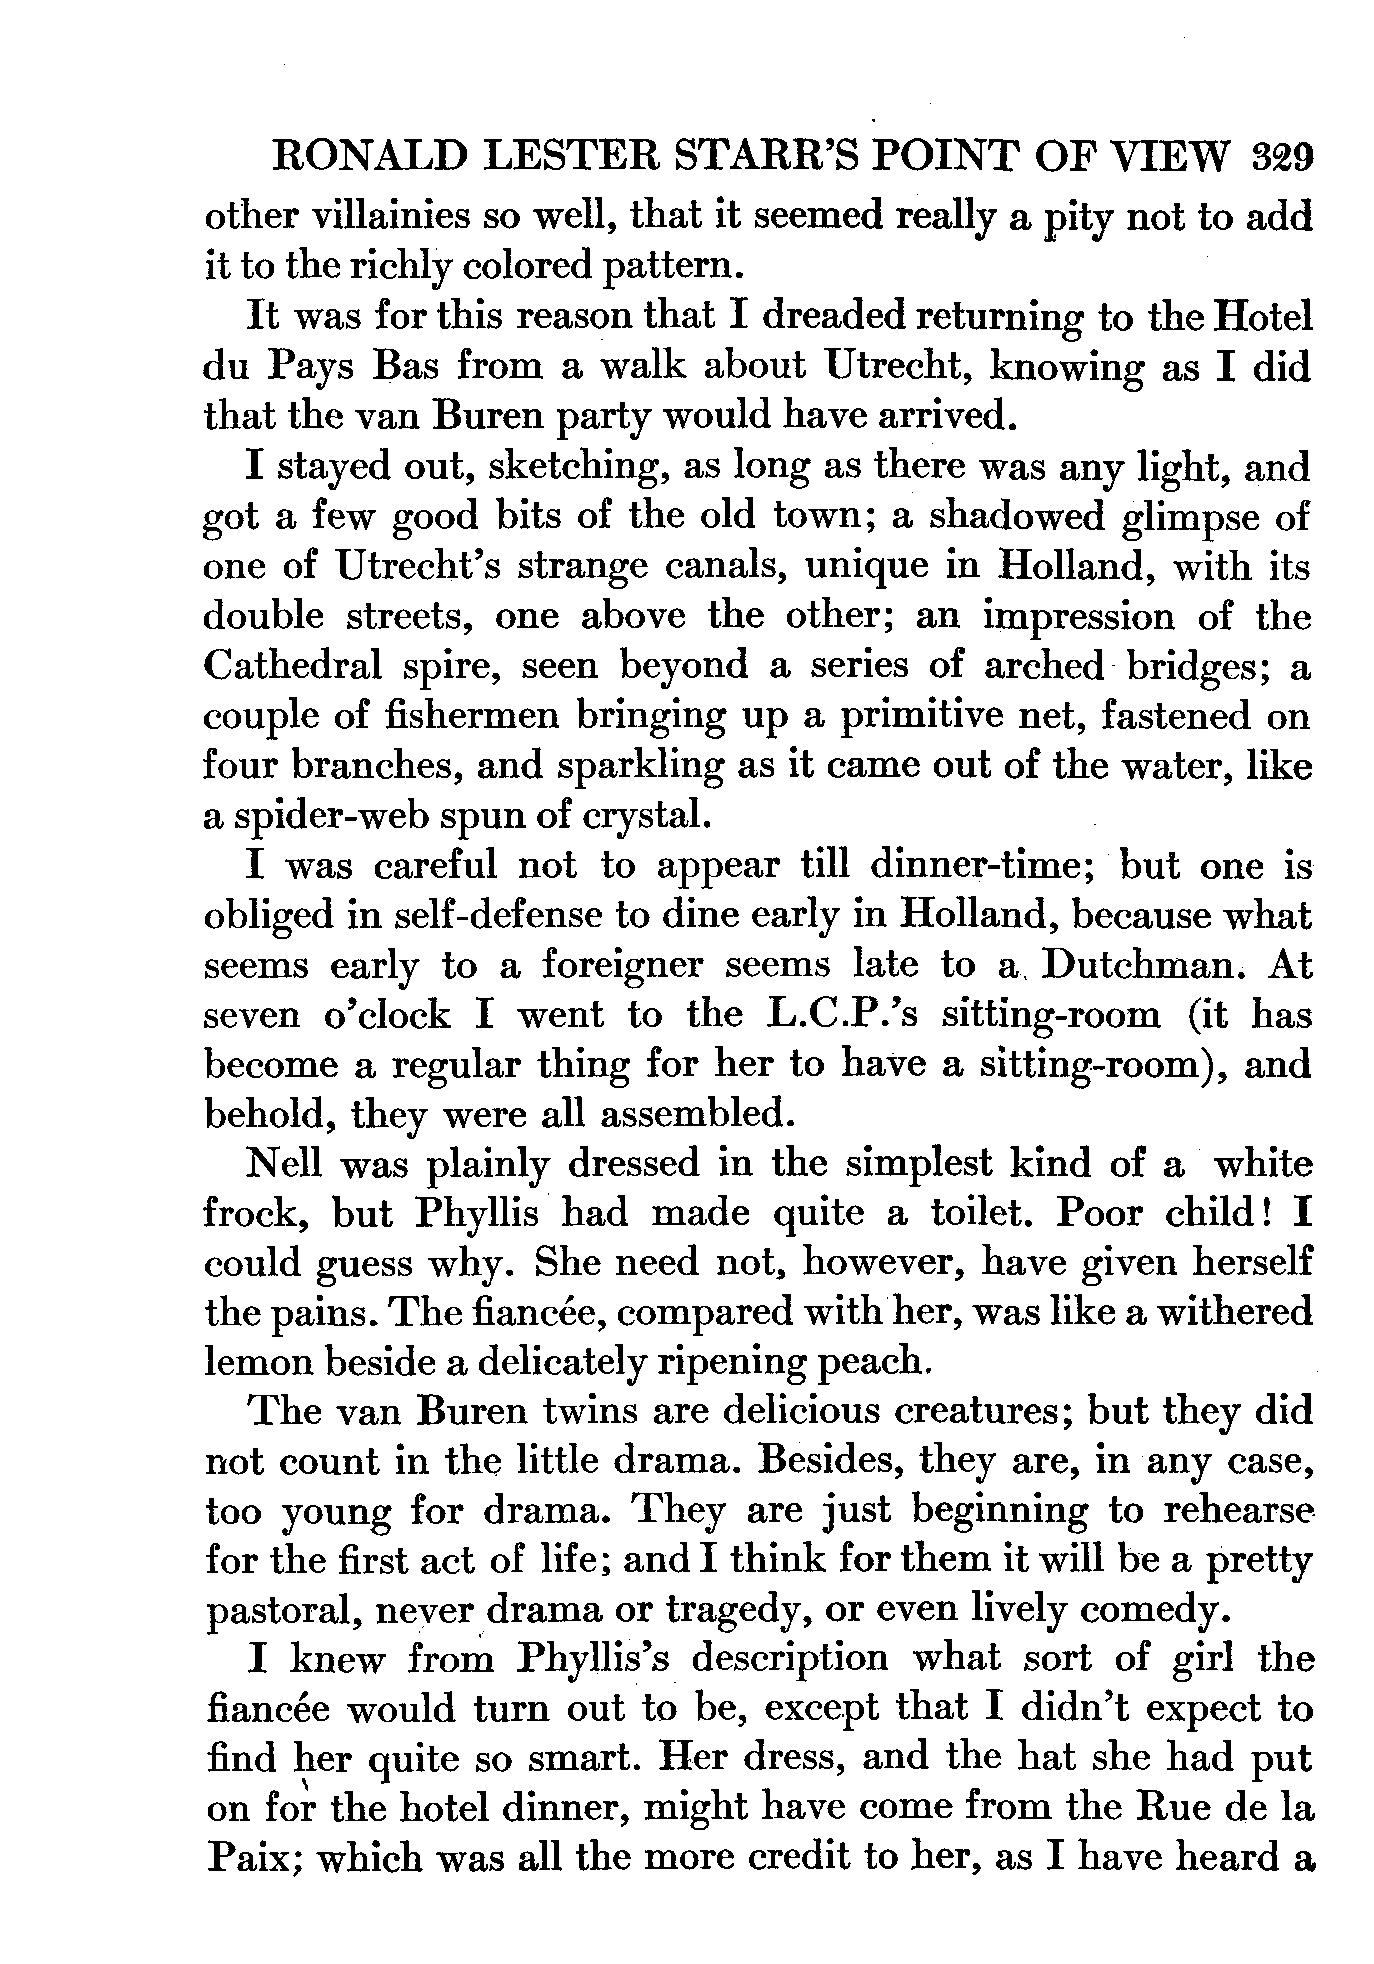 RONALD LESTER STARR'S POINT OF VIEW 329
other villainies so well, that it seemed really a pity not to add
it to the richly colored pattern.
It was for this reason that I dreaded returning to the Hotel
du Pays Bas from a walk about Utrecht, knowing as I did
that the van Buren party would have arrived.
I stayed out, sketching, as long as there was any light, and
got a few good bits of the old town; a shadowed glimpse of
one of Utrecht's strange canals, unique in Holland, with its
double streets, one above the other; an impression of the
Cathedral spire, seen beyond a series of arched bridges; a
couple of fishermen bringing up a primitive net, fastened on
four branches, and sparkling as it came out of the water, like
a spider-web spun of crystal.
I was careful not to appear till dinner-time; but one is
obliged in self-defense to dine early in Holland, because what
seems early to a foreigner seems late to a Dutchman. At
seven o'clock I went to the L.C.P.'s sitting-room (it has
become a regular thing for her to have a sitting-room), and
behold, they were all assembled.
Nell was plainly dressed in the simplest kind of a white
frock, but Phyllis had made quite a toilet. Poor child! I
could guess why. She need not, however, have given herself
the pains. The fiancée, compared with her, was like a withered
lemon beside a delicately ripening peach.
The van Buren twins are delicious creatures; but they did
not count in the little drama. Besides, they are, in any case,
too young for drama. They are just beginning to rehearse
for the first act of life; and I think for them it will be a pretty
pastoral, never drama or tragedy, or even lively comedy.
I knew from Phyllis's description what sort of girl the
fiancée would turn out to be, except that I didn't expect to
find her quite so smart. Her dress, and the hat she had put
on for the hotel dinner, might have come from the Rue de la
Paix; which was all the more credit to her, as I have heard a